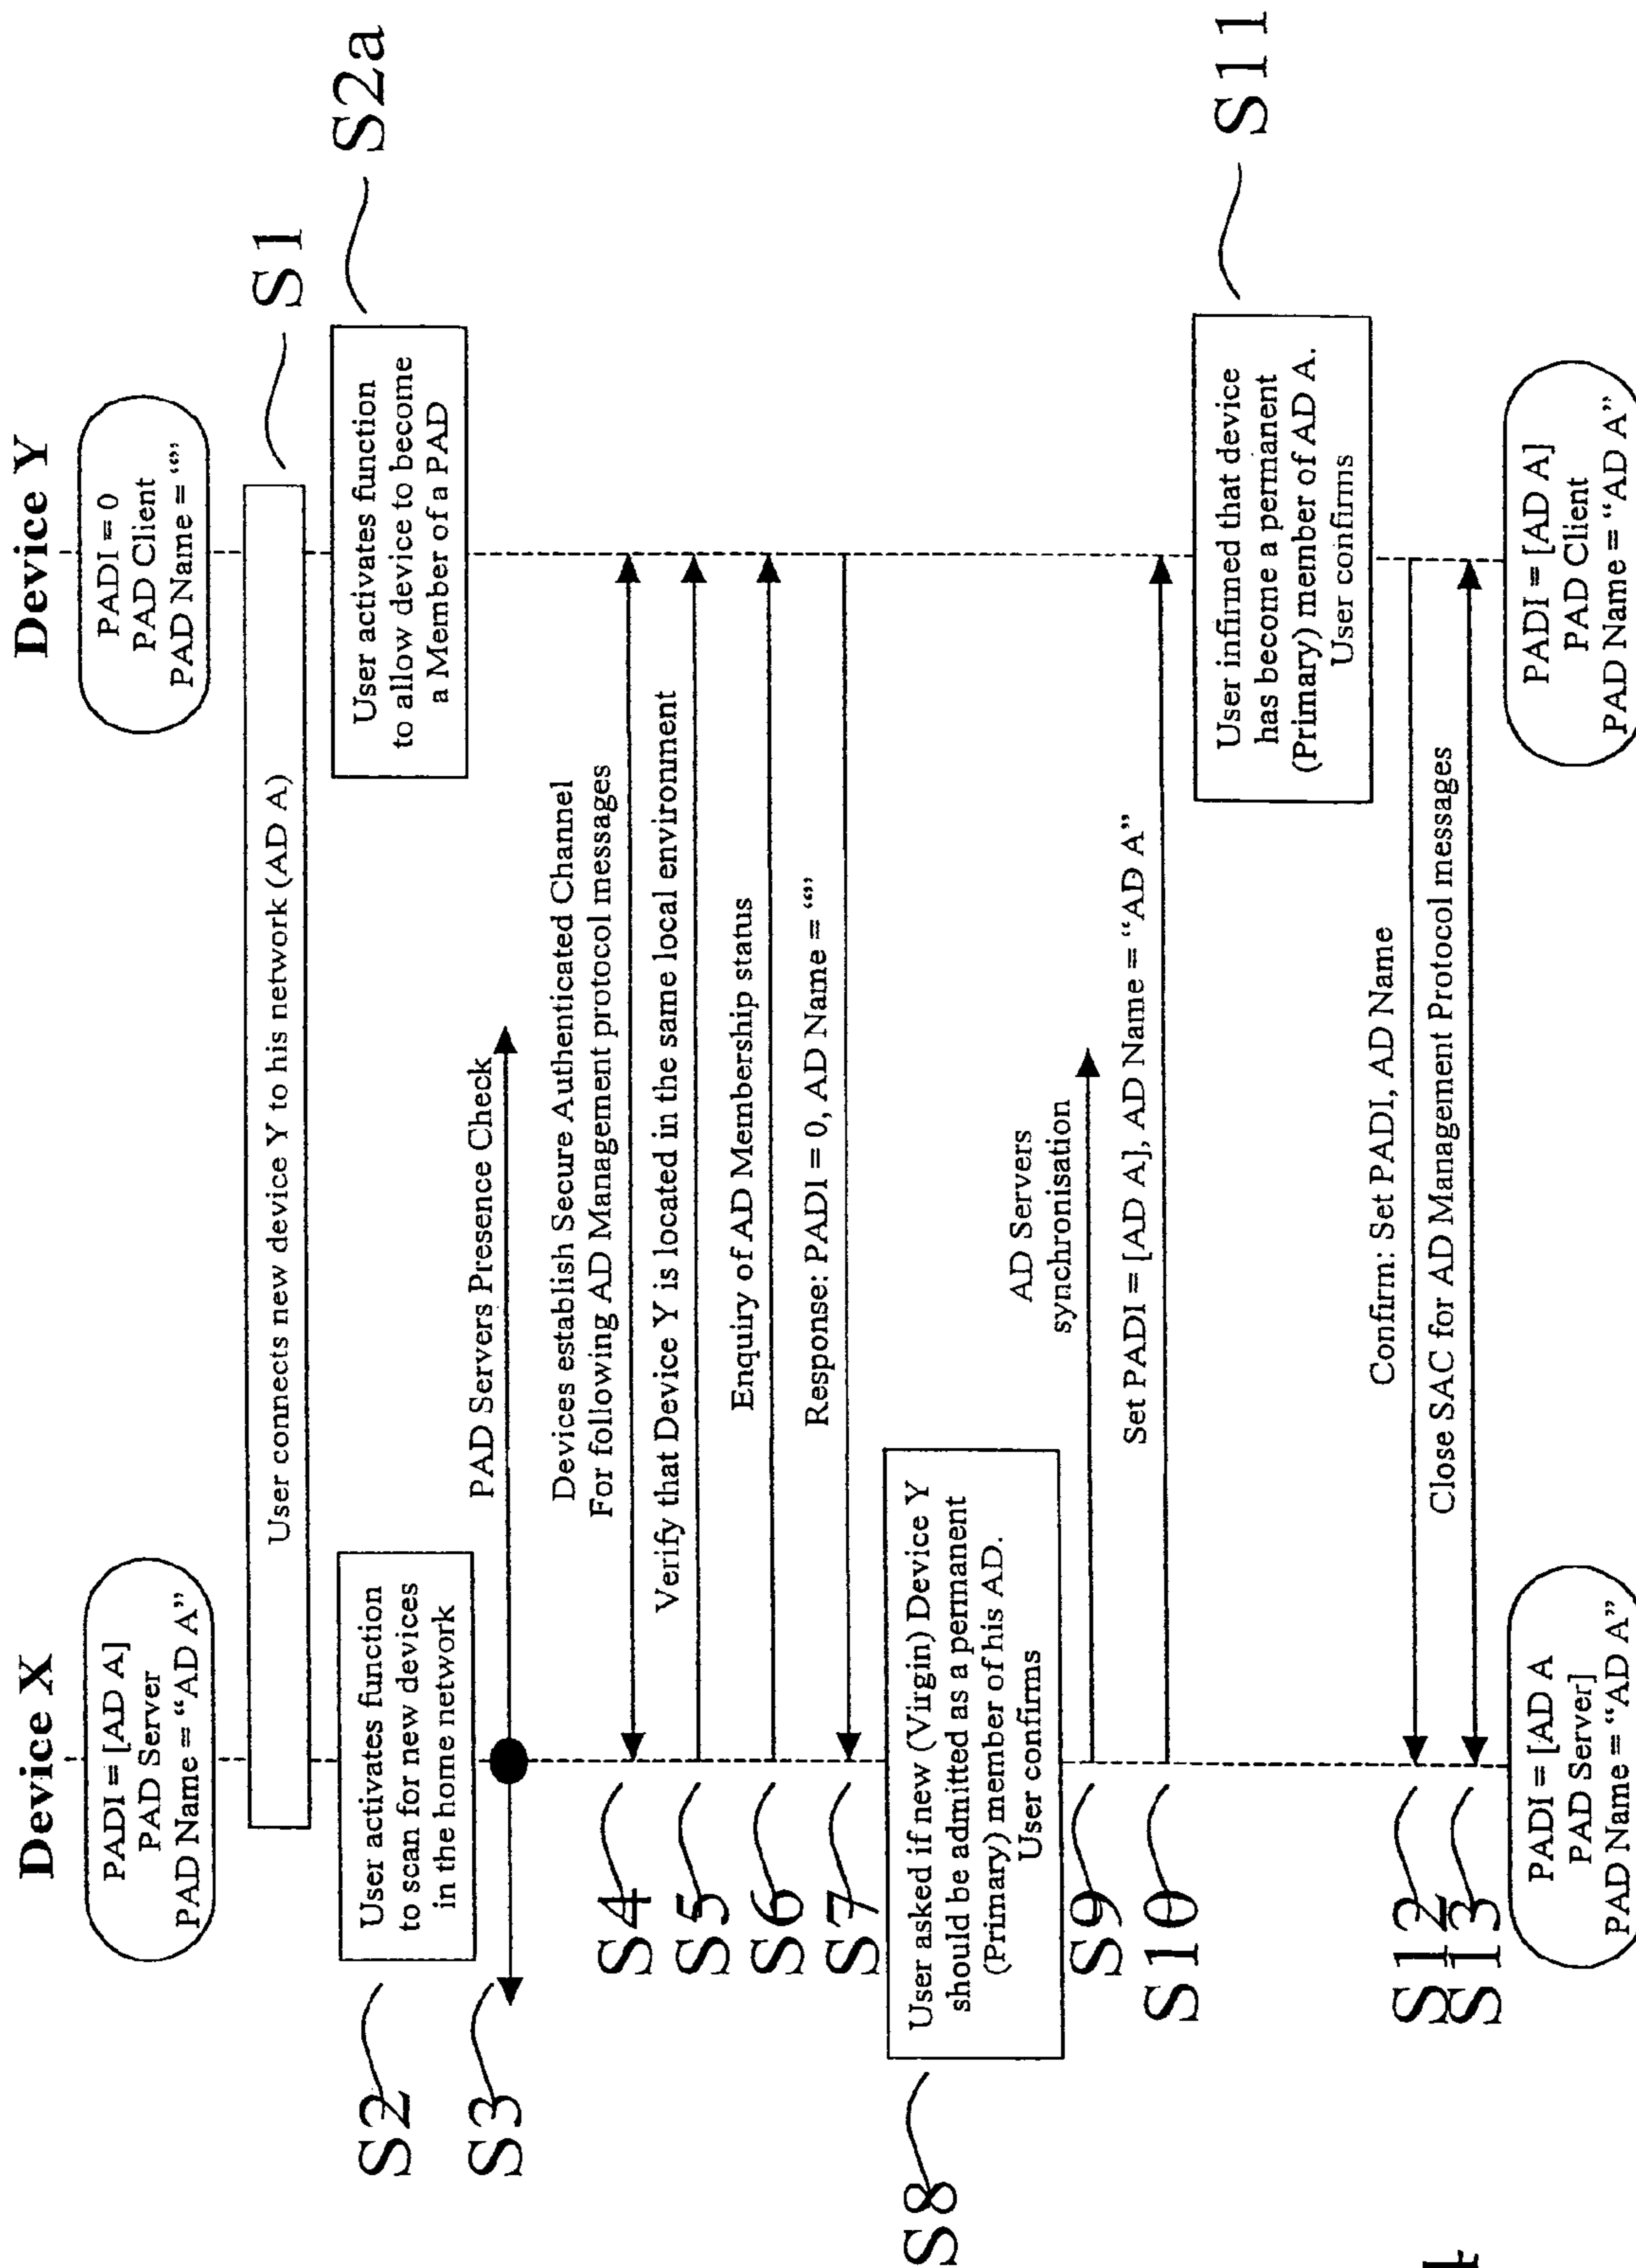 Device X
Device Y
PADI = [AD A]
PAD Server
PAD Name = “AD A”
PADI = 0
PAD Client
PAD Name = “”
User connects new device Y to his network (AD A)
S1
User activates function
to scan for new devices
in the home network
S2
User activates function
to allow device to become
a Member of a PAD
S2a
PAD Servers Presence Check
S3
Devices establish Secure Authenticated Channel
For following AD Management protocol messages
S4
Verify that Device Y is located in the same local environment
S5
Enquiry of AD Membership status
S6
Response: PADI = 0, AD Name = “”
S7
User asked if new (Virgin) Device Y
should be admitted as a permanent
(Primary) member of his AD.
User confirms
S8
AD Servers
synchronisation
S9
Set PADI = [AD A], AD Name = “AD A”
S10
User infirmed that device
has become a permanent
(Primary) member of AD A.
User confirms
S11
Confirm: Set PADI, AD Name
S12
Close SAC for AD Management Protocol messages
S13
PADI = [AD A
PAD Server]
PAD Name = “AD A”
PADI = [AD A]
PAD Client
PAD Name = “AD A”